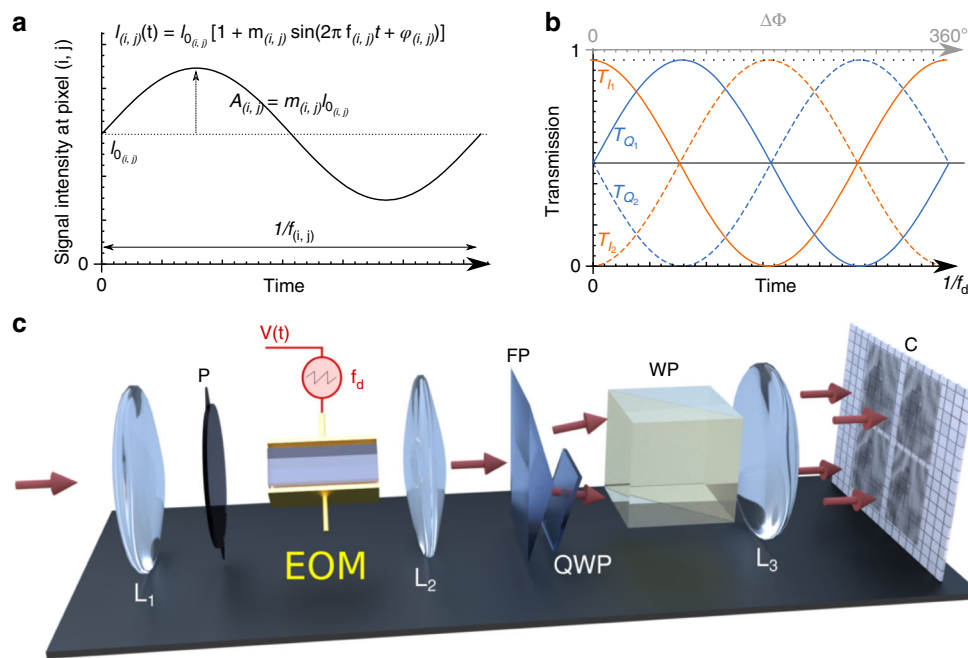 a
I(i, j)(t) = I0(i, j) [1 + m(i, j) sin(2π f(i, j)t + φ(i, j))]
Signal intensity at pixel (i, j)
A(i, j) = m(i, j)I0(i, j)
I0(i, j)
1/f(i, j)
0
0
Time
b
ΔΦ
0
360°
1
Transmission
TI1
TQ1
TQ2
TI2
0
0
Time
1/fd
c
V(t)
fd
P
FP
WP
C
EOM
L1
L2
QWP
L3